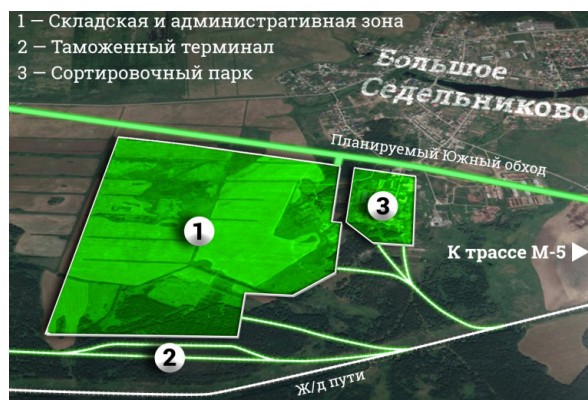 1 — Складская и административная зона
2 — Таможенный терминал
3 — Сортировочный парк
Большое
Седельниково
Планируемый Южный обход
3
1
К трассе М-5
2
Ж/д пути